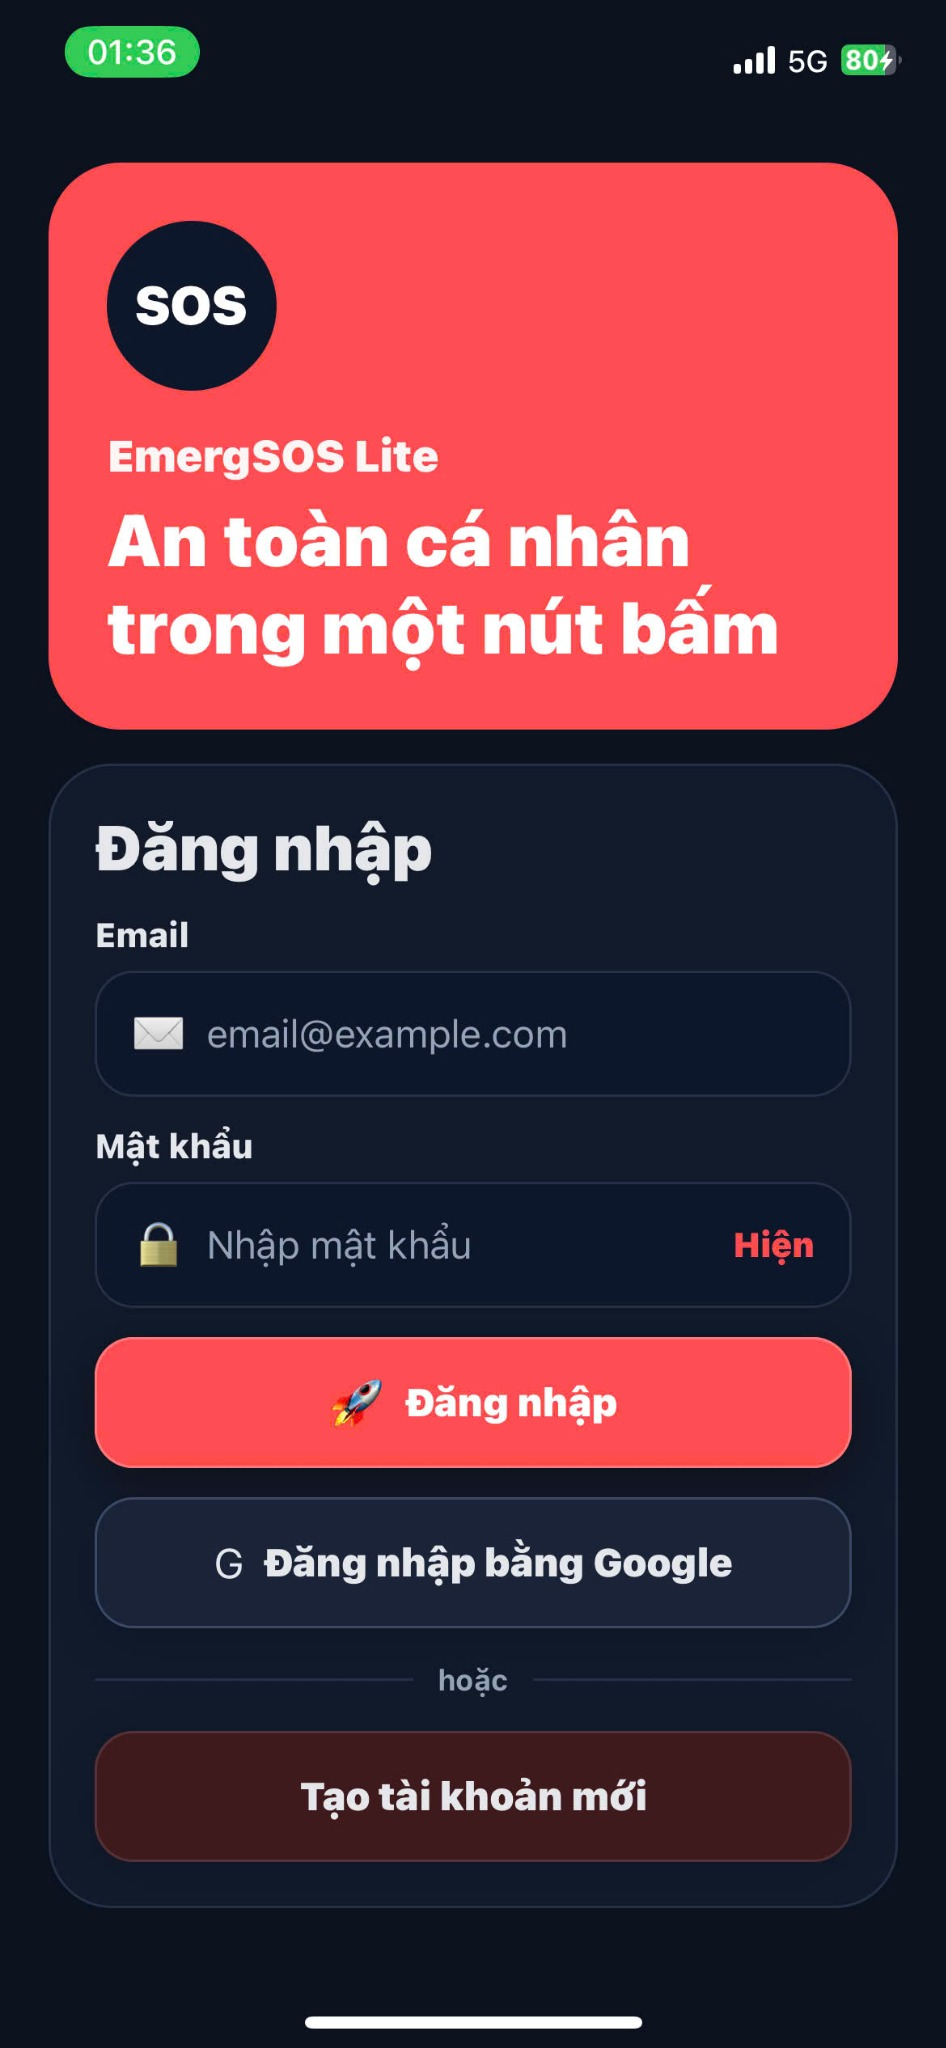 01:36
5G 80
SOS
EmergSOS Lite
An toàn cá nhân
trong một nút bấm
Đăng nhập
Email
email@example.com
Mật khẩu
Nhập mật khẩu Hiện
Đăng nhập
G Đăng nhập bằng Google
hoặc
Tạo tài khoản mới